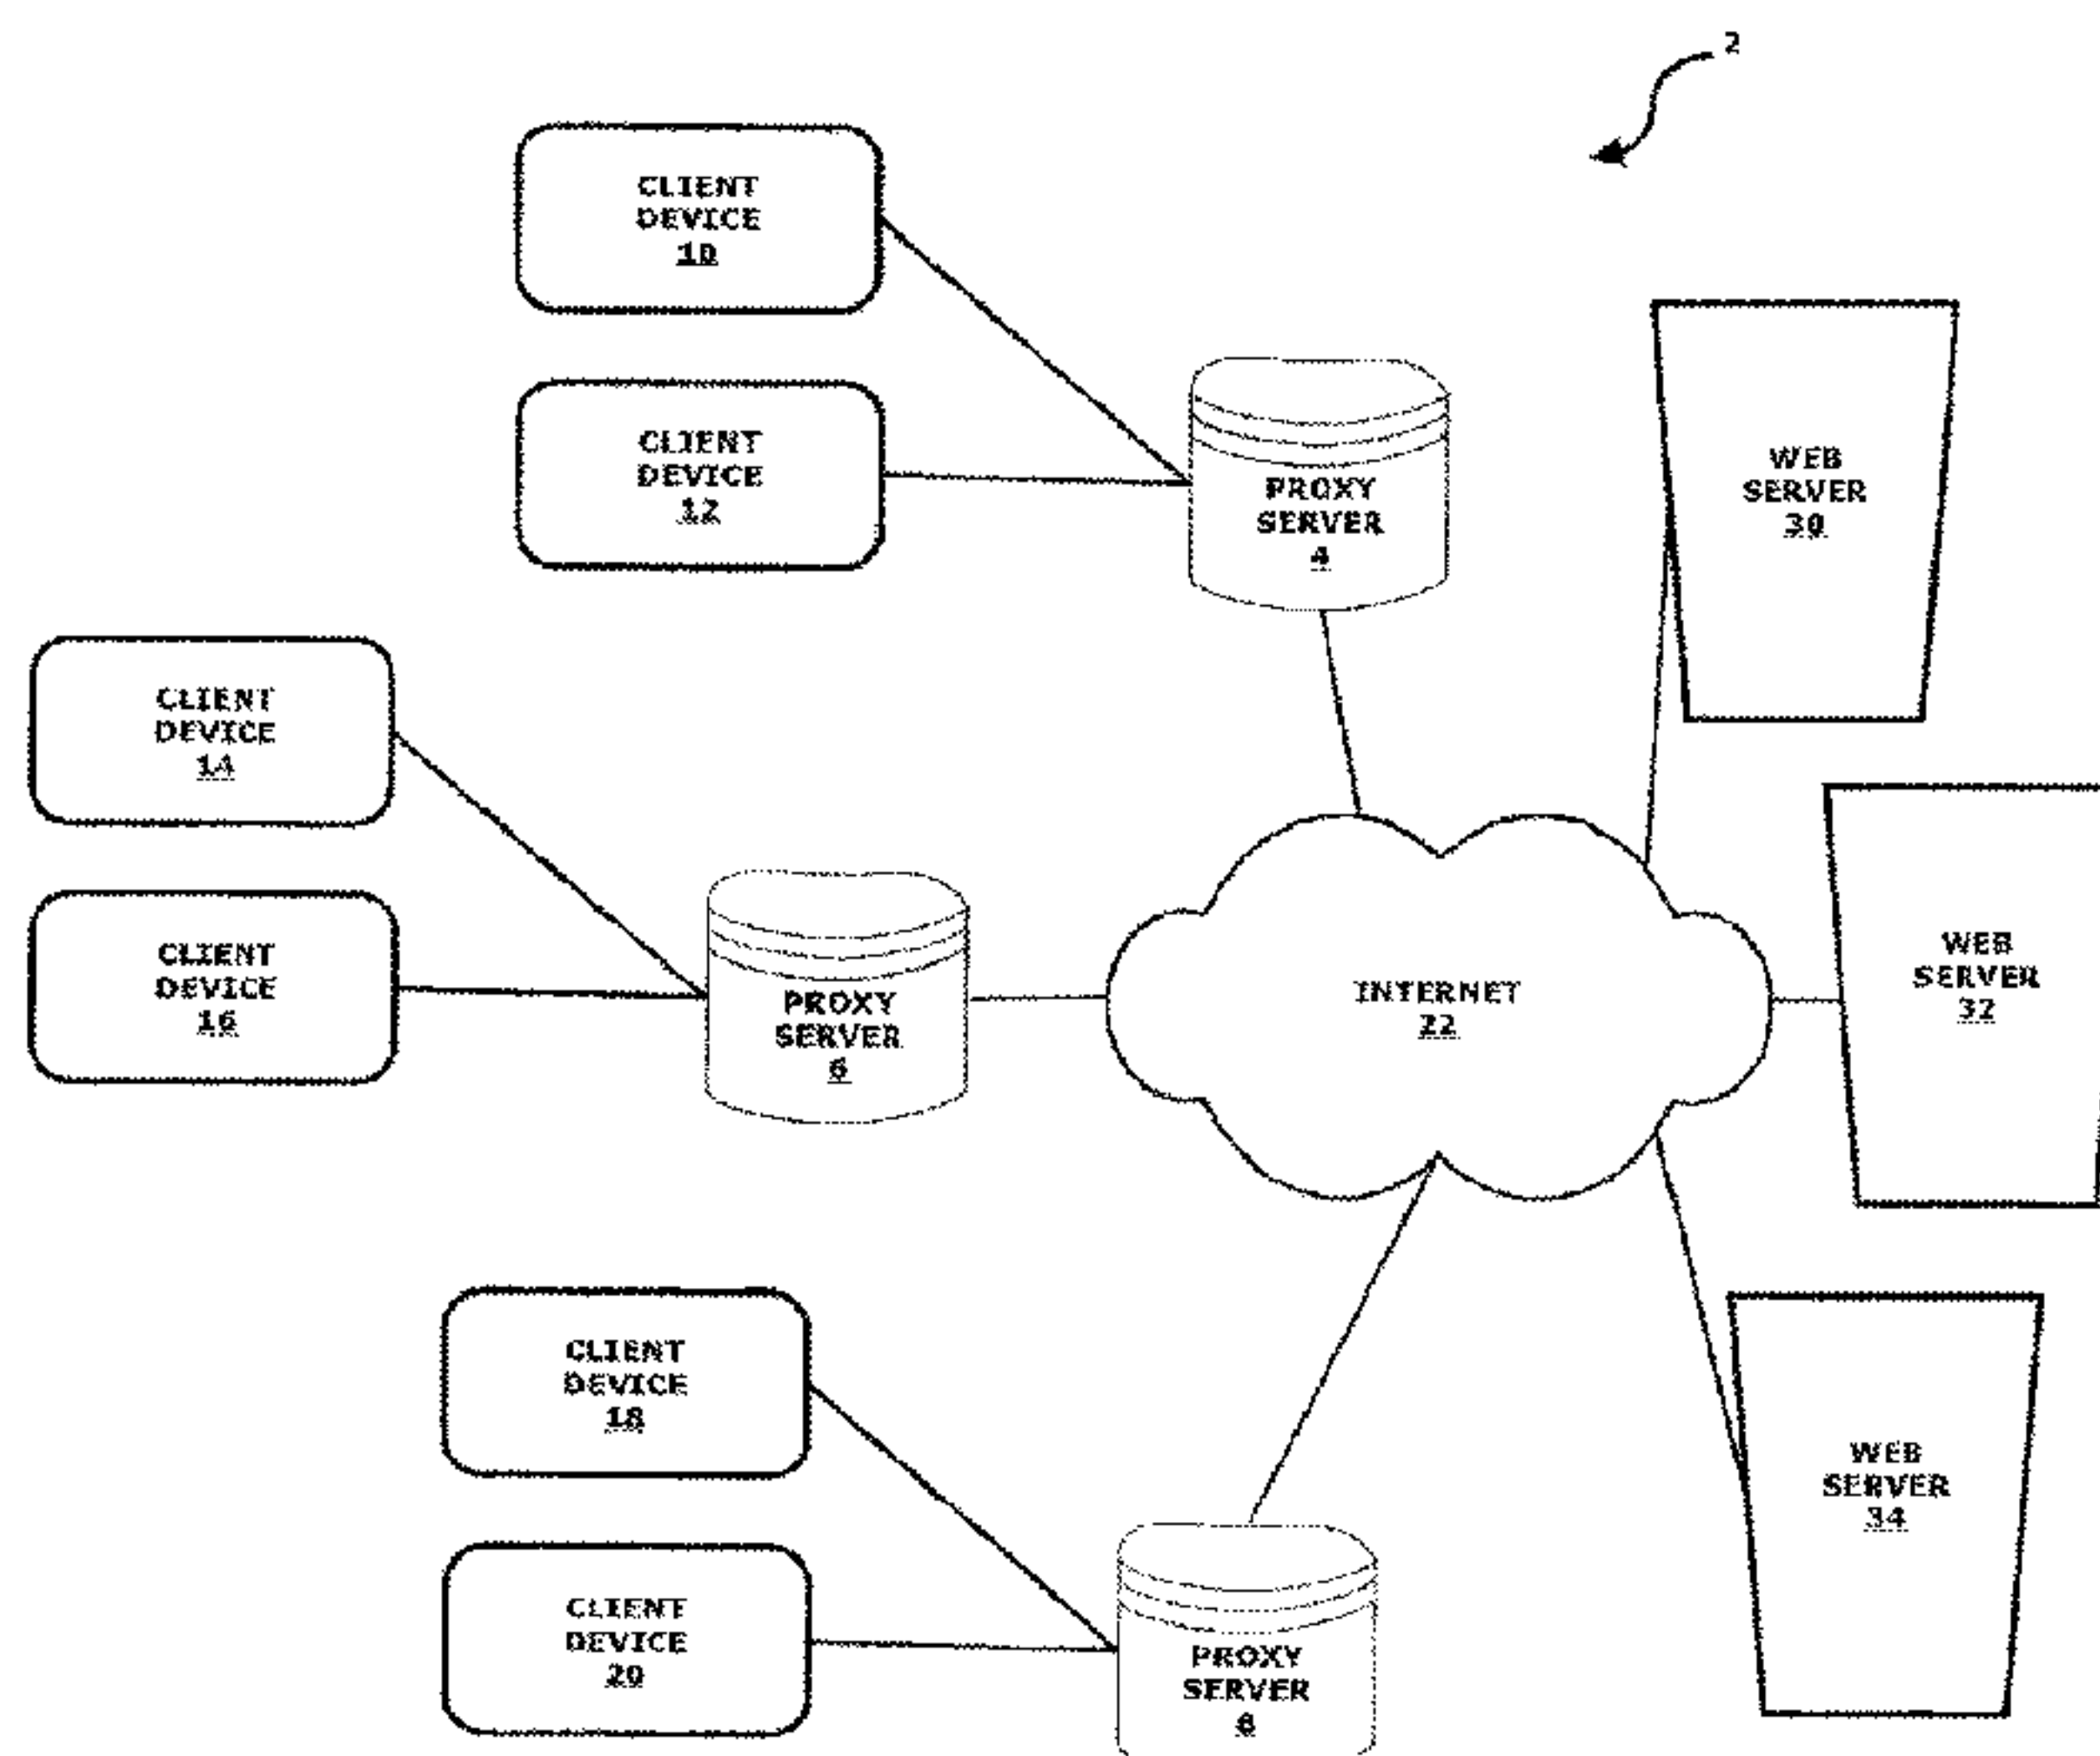 2
CLIENT
DEVICE
10
CLIENT
DEVICE
12
PROXY
SERVER
4
WEB
SERVER
30
CLIENT
DEVICE
14
CLIENT
DEVICE
16
PROXY
SERVER
6
INTERNET
22
WEB
SERVER
32
CLIENT
DEVICE
18
CLIENT
DEVICE
20
PROXY
SERVER
8
WEB
SERVER
34